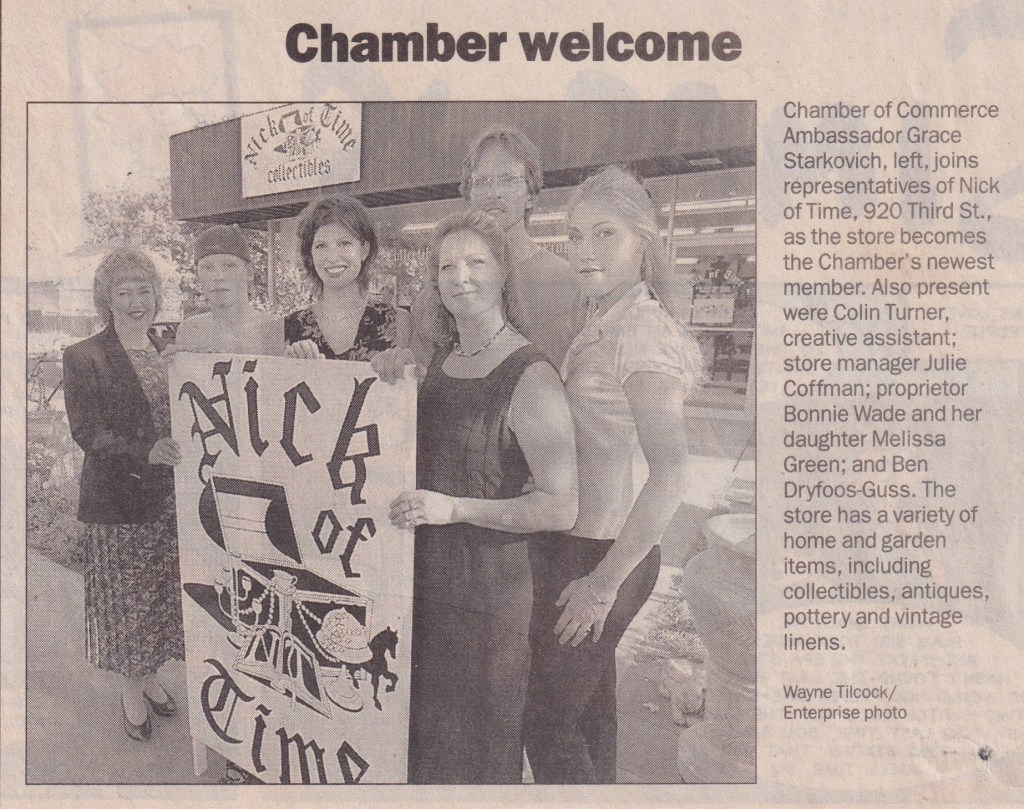 Chamber welcome
Nick of Time
collectibles
Nick
of
Time
Chamber of Commerce
Ambassador Grace
Starkovich, left, joins
representatives of Nick
of Time, 920 Third St.,
as the store becomes
the Chamber's newest
member. Also present
were Colin Turner,
creative assistant;
store manager Julie
Coffman; proprietor
Bonnie Wade and her
daughter Melissa
Green; and Ben
Dryfoos-Guss. The
store has a variety of
home and garden
items, including
collectibles, antiques,
pottery and vintage
linens.
Wayne Tilcock/
Enterprise photo